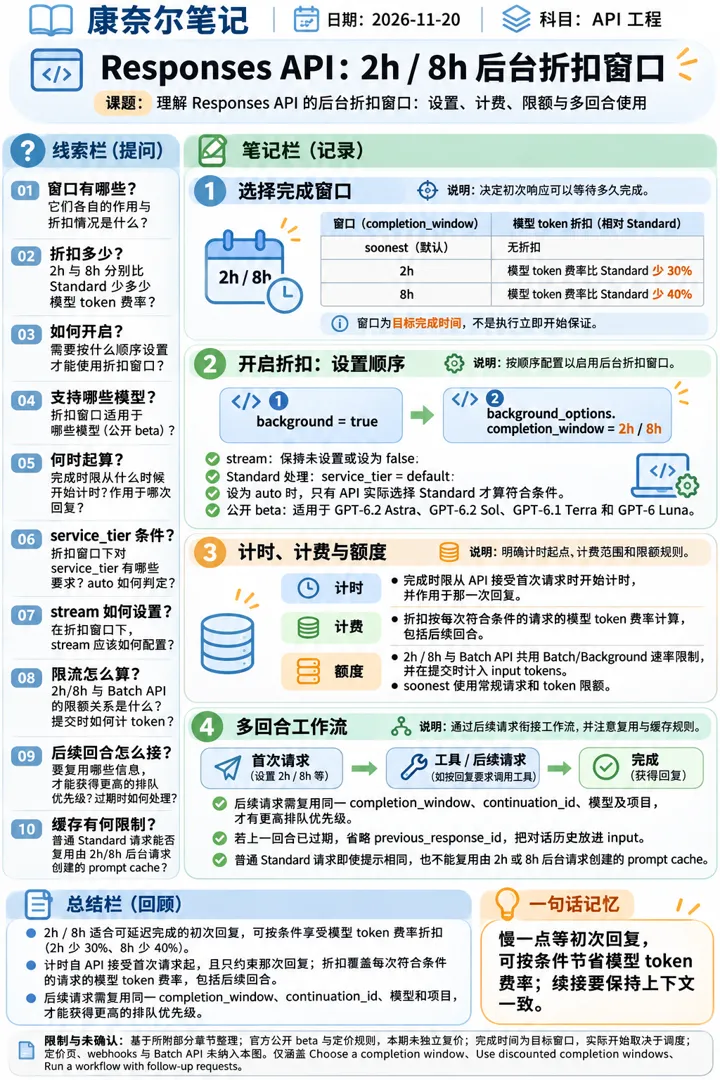 康奈尔笔记
日期：2026-11-20
科目：API 工程
</>
Responses API：2h / 8h 后台折扣窗口
课题：理解 Responses API 的后台折扣窗口：设置、计费、限额与多回合使用
? 线索栏（提问）
01 窗口有哪些？
它们各自的作用与
折扣情况是什么？
02 折扣多少？
2h 与 8h 分别比
Standard 少多少
模型 token 费率？
03 如何开启？
需要按什么顺序设置
才能使用折扣窗口？
04 支持哪些模型？
折扣窗口适用于
哪些模型（公开 beta）？
05 何时起算？
完成时限从什么时候
开始计时？作用于哪次
回复？
06 service_tier 条件？
折扣窗口下对
service_tier 有哪些
要求？auto 如何判定？
07 stream 如何设置？
在折扣窗口下，
stream 应该如何配置？
08 限流怎么算？
2h/8h 与 Batch API
的限额关系是什么？
提交时如何计 token？
09 后续回合怎么接？
要复用哪些信息，
才能获得更高的排队
优先级？过期时如何处理？
10 缓存有何限制？
普通 Standard 请求能否
复用由 2h/8h 后台请求
创建的 prompt cache？
笔记栏（记录）
1 选择完成窗口
说明：决定初次响应可以等待多久完成。
2h / 8h
窗口（completion_window）
模型 token 折扣（相对 Standard）
soonest（默认）
无折扣
2h
模型 token 费率比 Standard 少 30%
8h
模型 token 费率比 Standard 少 40%
窗口为目标完成时间，不是执行立即开始保证。
2 开启折扣：设置顺序
说明：按顺序配置以启用后台折扣窗口。
</> 1
background = true
</> 2
background_options.
completion_window = 2h / 8h
stream：保持未设置或设为 false；
Standard 处理：service_tier = default；
设为 auto 时，只有 API 实际选择 Standard 才算符合条件。
公开 beta：适用于 GPT-6.2 Astra、GPT-6.2 Sol、GPT-6.1 Terra 和 GPT-6 Luna。
</>
3 计时、计费与额度
说明：明确计时起点、计费范围和限额规则。
计时
• 完成时限从 API 接受首次请求时开始计时，
并作用于那一次回复。
计费
• 折扣按每次符合条件的请求的模型 token 费率计算，
包括后续回合。
额度
• 2h / 8h 与 Batch API 共用 Batch/Background 速率限制，
并在提交时计入 input tokens。
• soonest 使用常规请求和 token 限额。
4 多回合工作流
说明：通过后续请求衔接工作流，并注意复用与缓存规则。
首次请求
（设置 2h / 8h 等）
工具 / 后续请求
（如按回复要求调用工具）
完成
（获得回复）
后续请求需复用同一 completion_window、continuation_id、模型及项目，
才有更高排队优先级。
若上一回合已过期，省略 previous_response_id，把对话历史放进 input。
普通 Standard 请求即使提示相同，也不能复用由 2h 或 8h 后台请求创建的 prompt cache。
总结栏（回顾）
2h / 8h 适合可延迟完成的初次回复，可按条件享受模型 token 费率折扣
（2h 少 30%、8h 少 40%）。
计时自 API 接受首次请求起，且只约束那次回复；折扣覆盖每次符合条件
的请求的模型 token 费率，包括后续回合。
后续请求需复用同一 completion_window、continuation_id、模型和项目，
才能获得更高的排队优先级。
一句话记忆
慢一点等初次回复，
可按条件节省模型 token
费率；续接要保持上下文
一致。
限制与未确认：基于所附部分章节整理；官方公开 beta 与定价规则，本期未独立复价；完成时间为目标窗口，实际开始取决于调度；
定价页、webhooks 与 Batch API 未纳入本图。仅涵盖 Choose a completion window、Use discounted completion windows、
Run a workflow with follow-up requests。